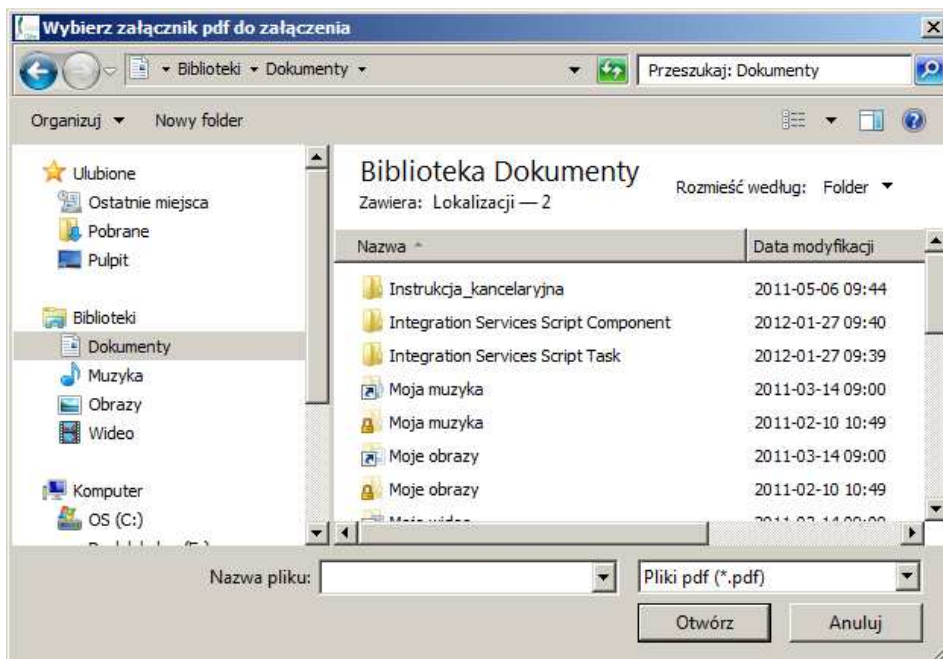 Wybierz załącznik pdf do załączenia
Biblioteki Dokumenty
Przeszukaj: Dokumenty
Organizuj Nowy folder
Ulubione
Ostatnie miejsca
Pobrane
Pulpit
Biblioteki
Dokumenty
Muzyka
Obrazy
Wideo
Komputer
OS (C:)
Biblioteka Dokumenty
Zawiera: Lokalizacji — 2
Rozmieść według: Folder
Nazwa Data modyfikacji
Instrukcja_kancelaryjna 2011-05-06 09:44
Integration Services Script Component 2012-01-27 09:40
Integration Services Script Task 2012-01-27 09:39
Moja muzyka 2011-03-14 09:00
Moja muzyka 2011-02-10 10:49
Moje obrazy 2011-03-14 09:00
Moje obrazy 2011-02-10 10:49
Nazwa pliku: Pliki pdf (*.pdf)
Otwórz Anuluj